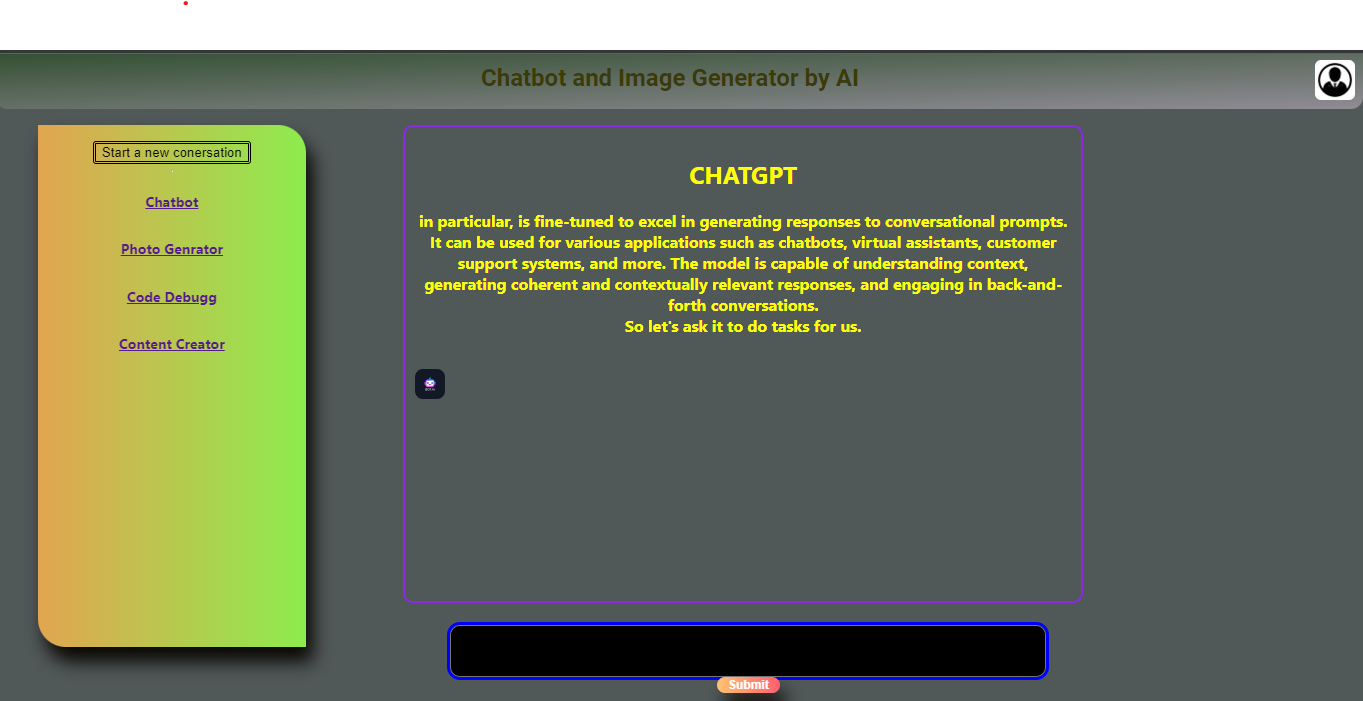 Chatbot and Image Generator by AI
Start a new conersation
Chatbot
Photo Genrator
Code Debugg
Content Creator
CHATGPT
in particular, is fine-tuned to excel in generating responses to conversational prompts.
It can be used for various applications such as chatbots, virtual assistants, customer
support systems, and more. The model is capable of understanding context,
generating coherent and contextually relevant responses, and engaging in back-and-
forth conversations.
So let's ask it to do tasks for us.
Submit